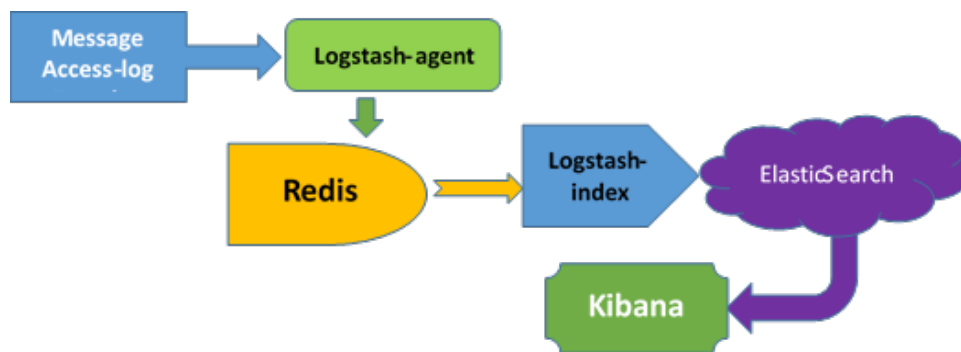 Message
Access-log
Logstash-agent
Redis
Logstash-
index
ElasticSearch
Kibana